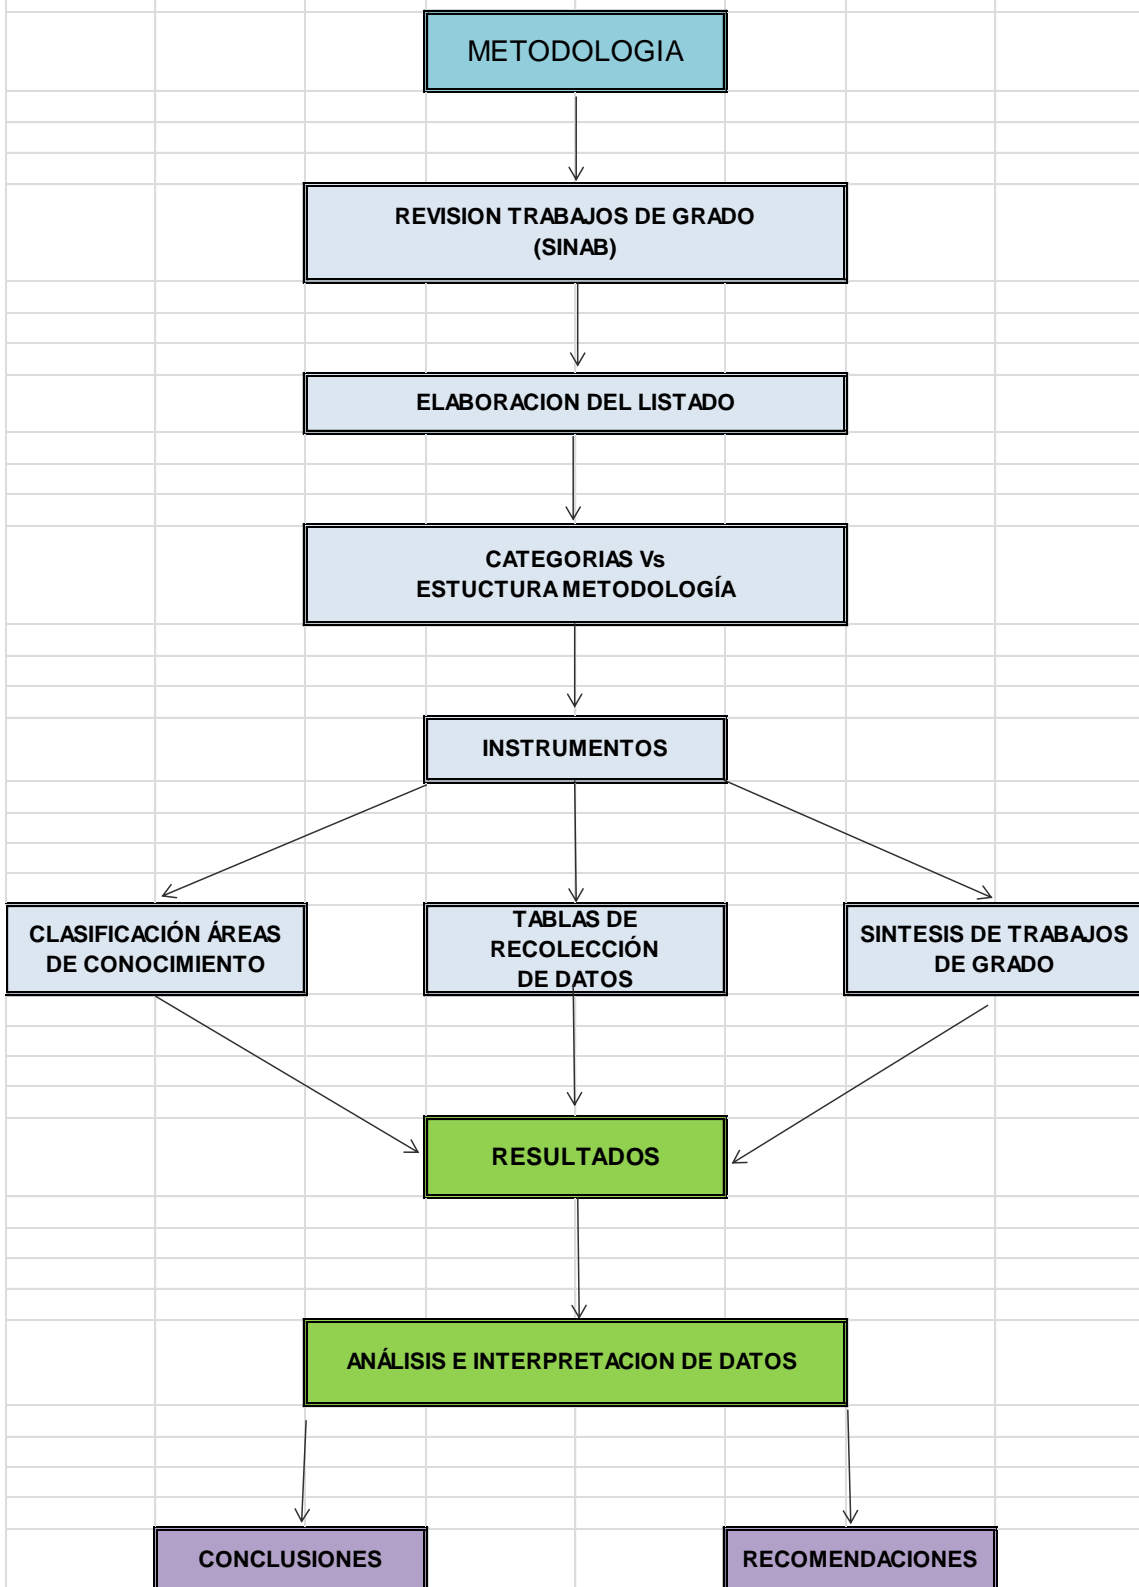 METODOLOGIA
REVISION TRABAJOS DE GRADO
(SINAB)
ELABORACION DEL LISTADO
CATEGORIAS Vs
ESTUCTURA METODOLOGÍA
INSTRUMENTOS
CLASIFICACIÓN ÁREAS
DE CONOCIMIENTO
TABLAS DE
RECOLECCIÓN
DE DATOS
SINTESIS DE TRABAJOS
DE GRADO
RESULTADOS
ANÁLISIS E INTERPRETACION DE DATOS
CONCLUSIONES
RECOMENDACIONES